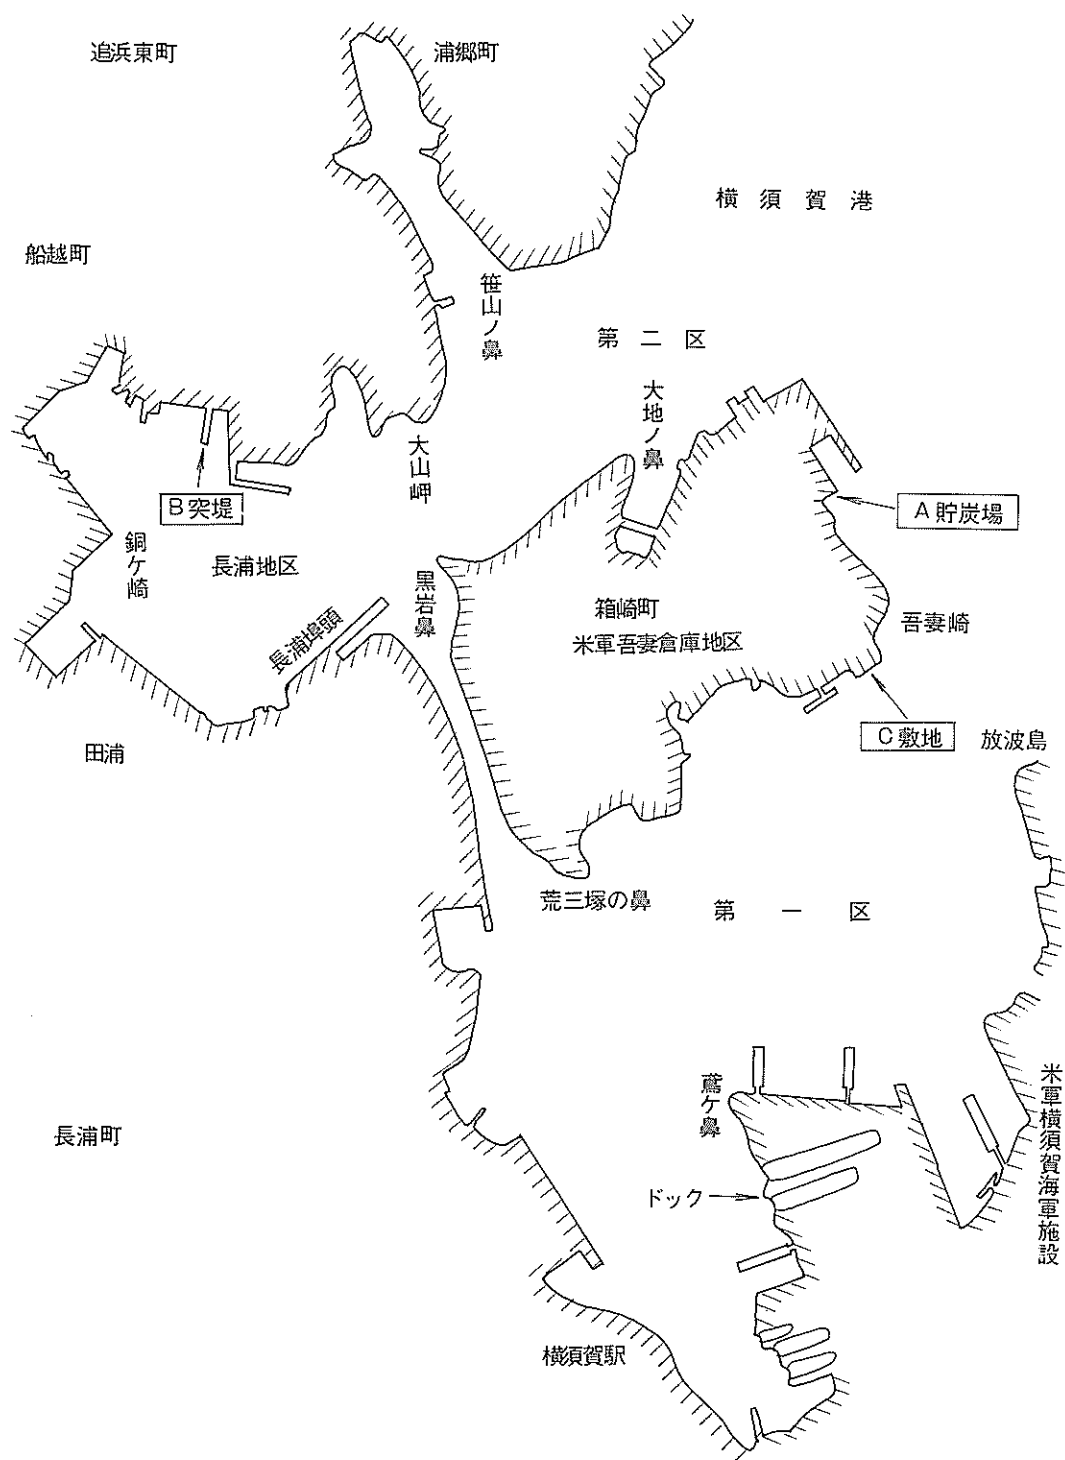 追浜東町
浦郷町
横須賀港
船越町
笹山ノ鼻
第二区
大地ノ鼻
大山岬
B突堤
A貯炭場
銅ケ崎
長浦地区
黒岩鼻
箱崎町
米軍吾妻倉庫地区
吾妻崎
長浦埠頭
田浦
C敷地
放波島
荒三塚の鼻
第一区
鳶ケ鼻
米軍横須賀海軍施設
長浦町
ドック
横須賀駅